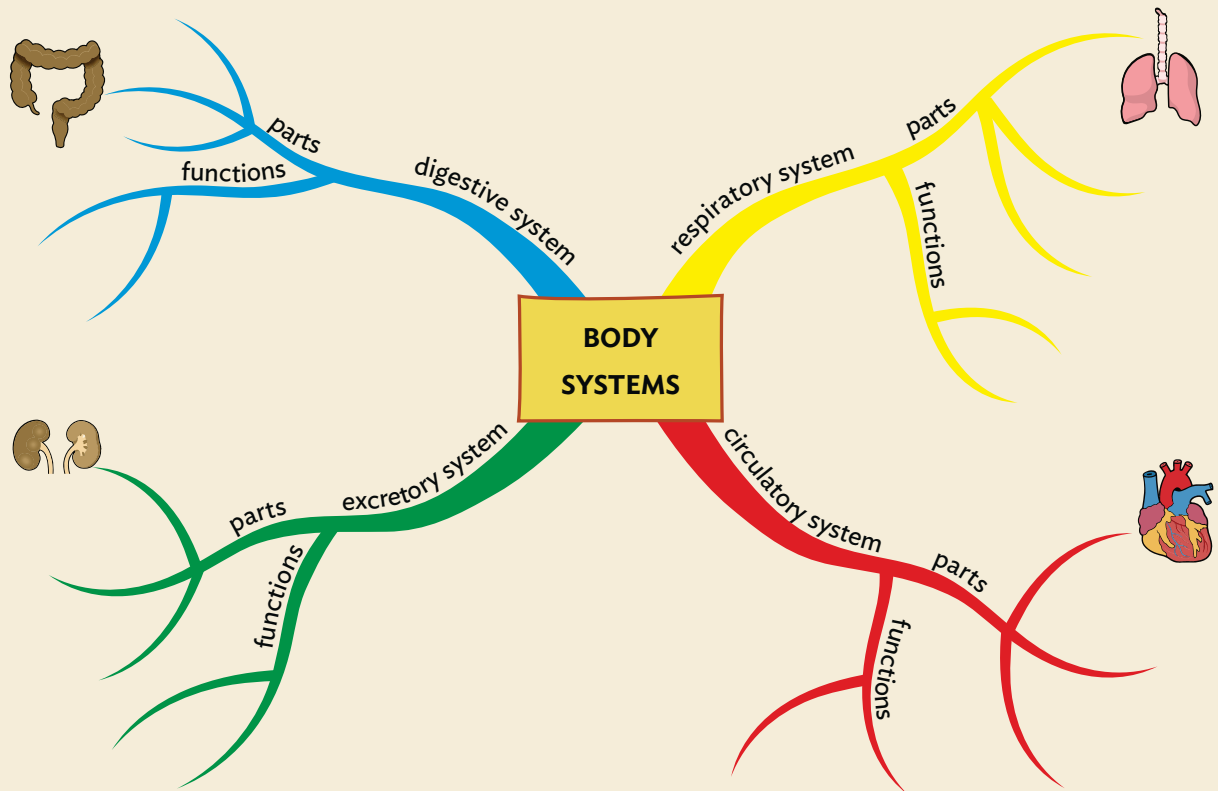 BODY
SYSTEMS
digestive system
parts
functions
respiratory system
parts
functions
excretory system
parts
functions
circulatory system
parts
functions